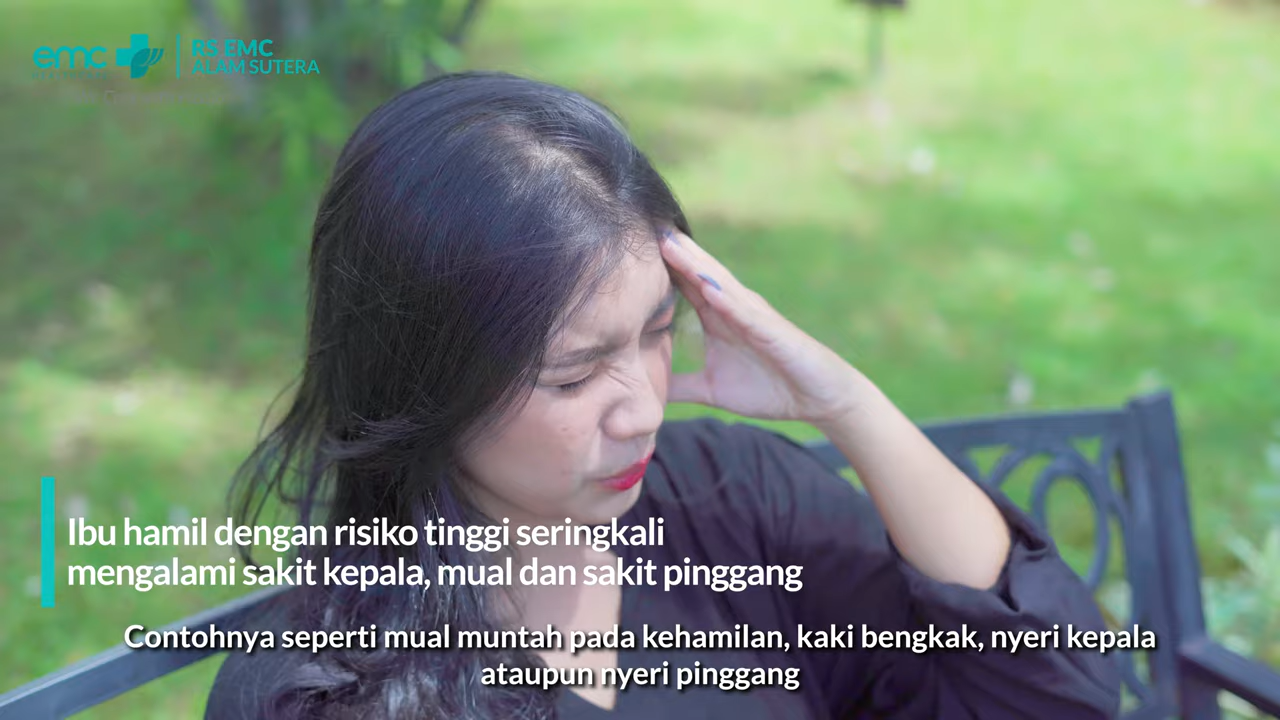 emc
RS EMC
ALAM SUTERA
Ibu hamil dengan risiko tinggi seringkali
mengalami sakit kepala, mual dan sakit pinggang
Contohnya seperti mual muntah pada kehamilan, kaki bengkak, nyeri kepala
ataupun nyeri pinggang